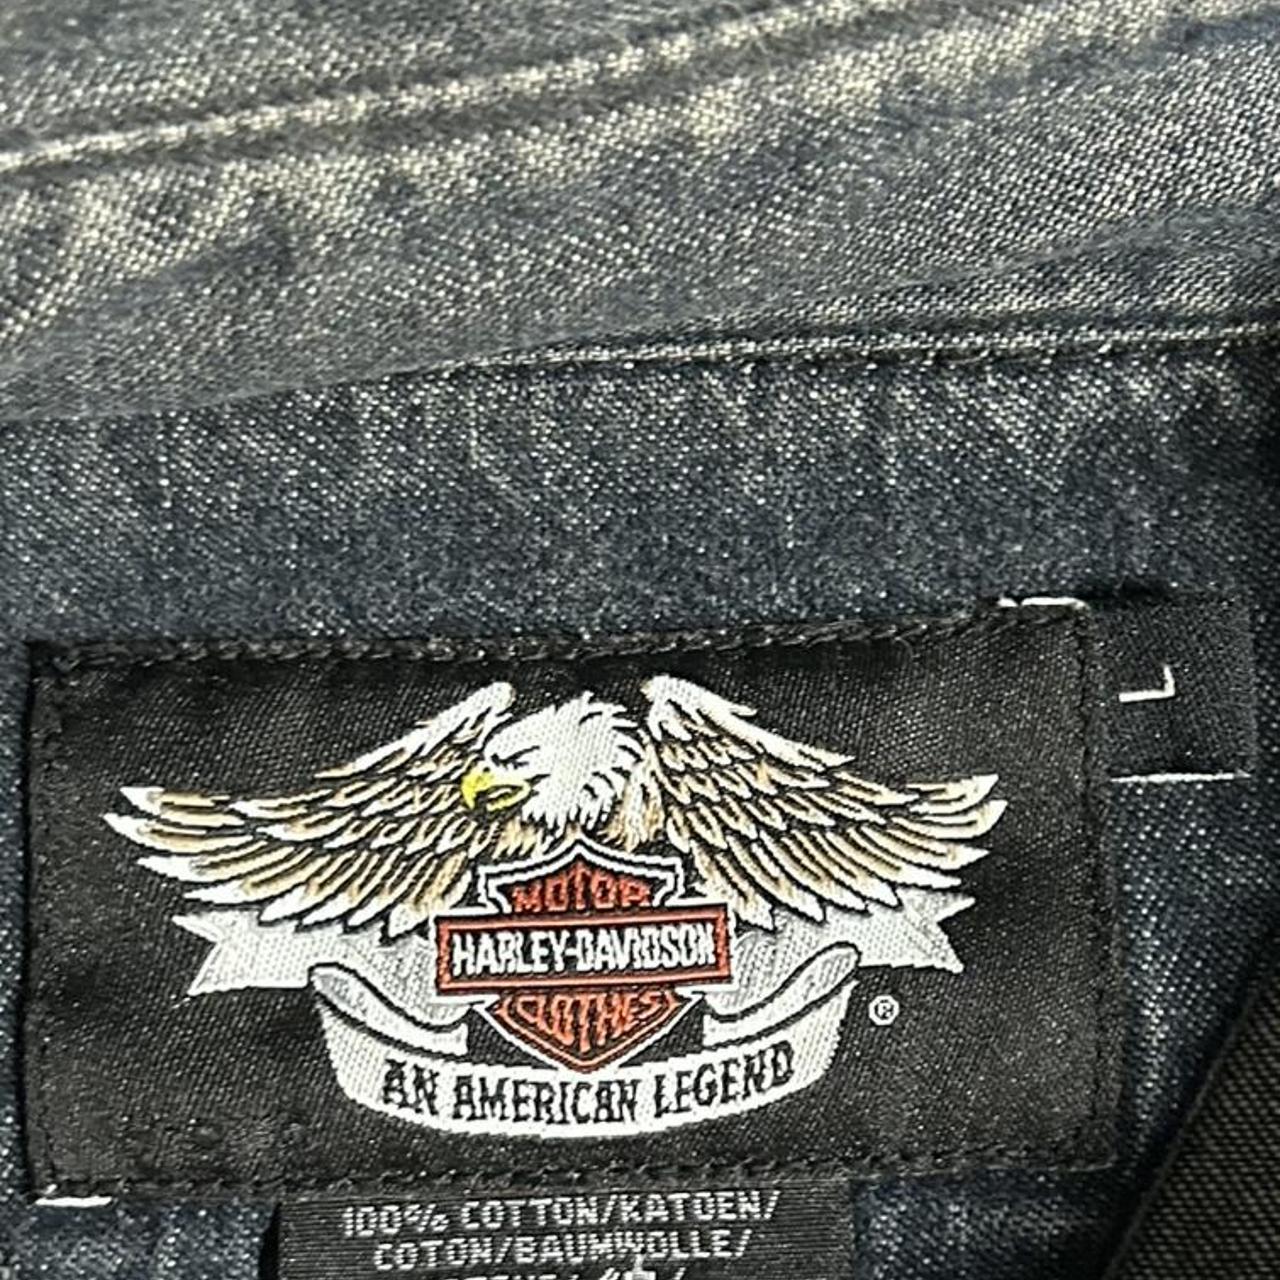 L
MOTOR
HARLEY-DAVIDSON
CLOTHES
®
AN AMERICAN LEGEND
100% COTTON/KATOEN/
COTON/BAUMWOLLE/